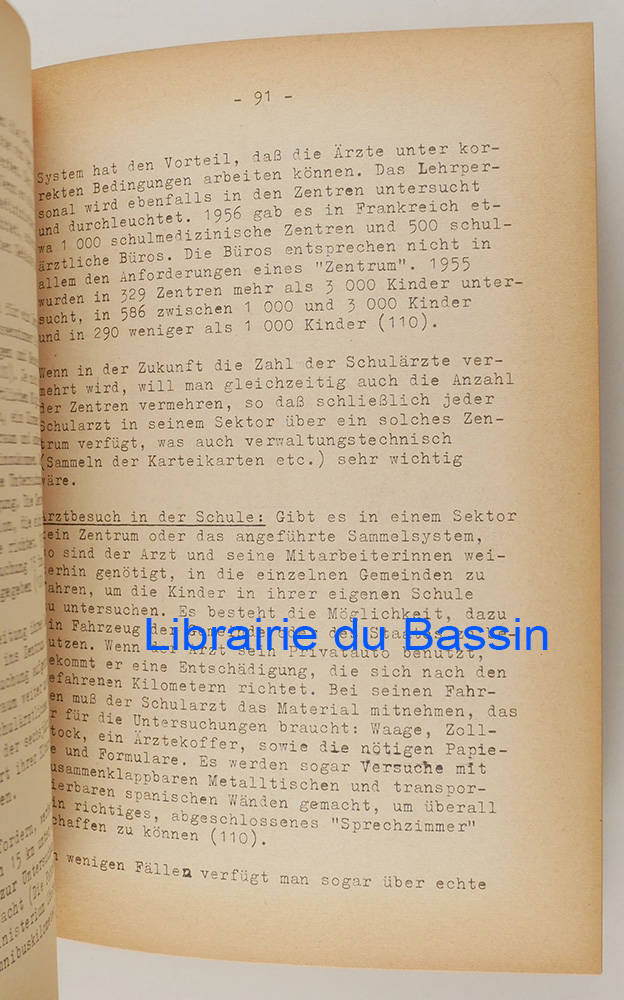 - 91 -
System hat den Vorteil, daß die Ärzte unter kor-
rekten Bedingungen arbeiten können. Das Lehrper-
sonal wird ebenfalls in den Zentren untersucht
und durchleuchtet. 1956 gab es in Frankreich et-
wa 1 000 schulmedizinische Zentren und 500 schul-
ärztliche Büros. Die Büros entsprechen nicht in
allem den Anforderungen eines "Zentrum". 1955
wurden in 329 Zentren mehr als 3 000 Kinder unter-
sucht, in 586 zwischen 1 000 und 3 000 Kinder
und in 290 weniger als 1 000 Kinder (110).
Wenn in der Zukunft die Zahl der Schulärzte ver-
mehrt wird, will man gleichzeitig auch die Anzahl
der Zentren vermehren, so daß schließlich jeder
Schularzt in seinem Sektor über ein solches Zen-
trum verfügt, was auch verwaltungstechnisch
(Sammeln der Karteikarten etc.) sehr wichtig
wäre.
Arztbesuch in der Schule: Gibt es in einem Sektor
kein Zentrum oder das angeführte Sammelsystem,
so sind der Arzt und seine Mitarbeiterinnen wei-
terhin genötigt, in die einzelnen Gemeinden zu
fahren, um die Kinder in ihrer eigenen Schule
zu untersuchen. Es besteht die Möglichkeit, dazu
ein Fahrzeug der Gemeinde oder des Staates
Librairie du Bassin
nutzen. Wenn der Arzt sein Privatauto benutzt,
bekommt er eine Entschädigung, die sich nach den
gefahrenen Kilometern richtet. Bei seinen Fahr-
ten muß der Schularzt das Material mitnehmen, das
er für die Untersuchungen braucht: Waage, Zoll-
stock, ein Ärztekoffer, sowie die nötigen Papie-
re und Formulare. Es werden sogar Versuche mit
zusammenklappbaren Metalltischen und transpor-
tierbaren spanischen Wänden gemacht, um überall
ein richtiges, abgeschlossenes "Sprechzimmer"
schaffen zu können (110).
In wenigen Fällen verfügt man sogar über echte